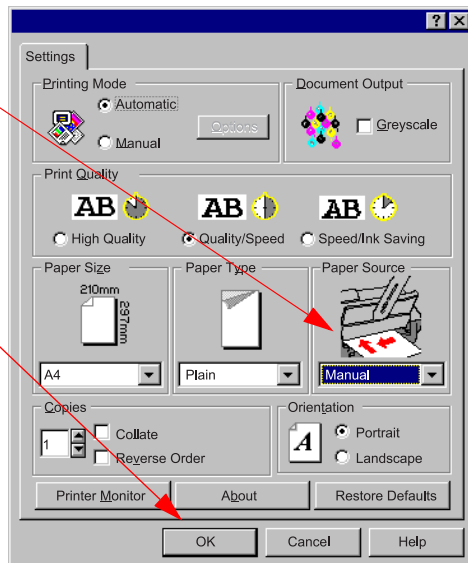 Settings
Printing Mode
Automatic
Manual
Options
Document Output
Greyscale
Print Quality
AB AB AB
High Quality Quality/Speed Speed/Ink Saving
Paper Size
210mm
297mm
A4
Paper Type
Plain
Paper Source
Manual
Copies
1
Collate
Reverse Order
Orientation
A
Portrait
Landscape
Printer Monitor About Restore Defaults
OK Cancel Help